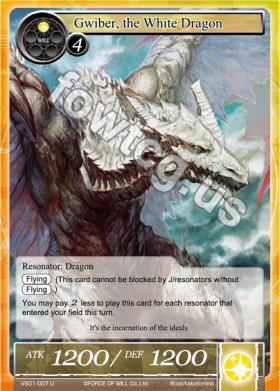 Gwiber, the White Dragon
WILL
4
fowtcg.us
Resonator: Dragon
Flying (This card cannot be blocked by J/resonators without
Flying .)
You may pay 2 less to play this card for each resonator that
entered your field this turn.
It's the incarnation of the ideals.
ATK 1200/ DEF 1200
VS01-007 U ©FORCE OF WILL Co.,Ltd. Illust/kakotomirai